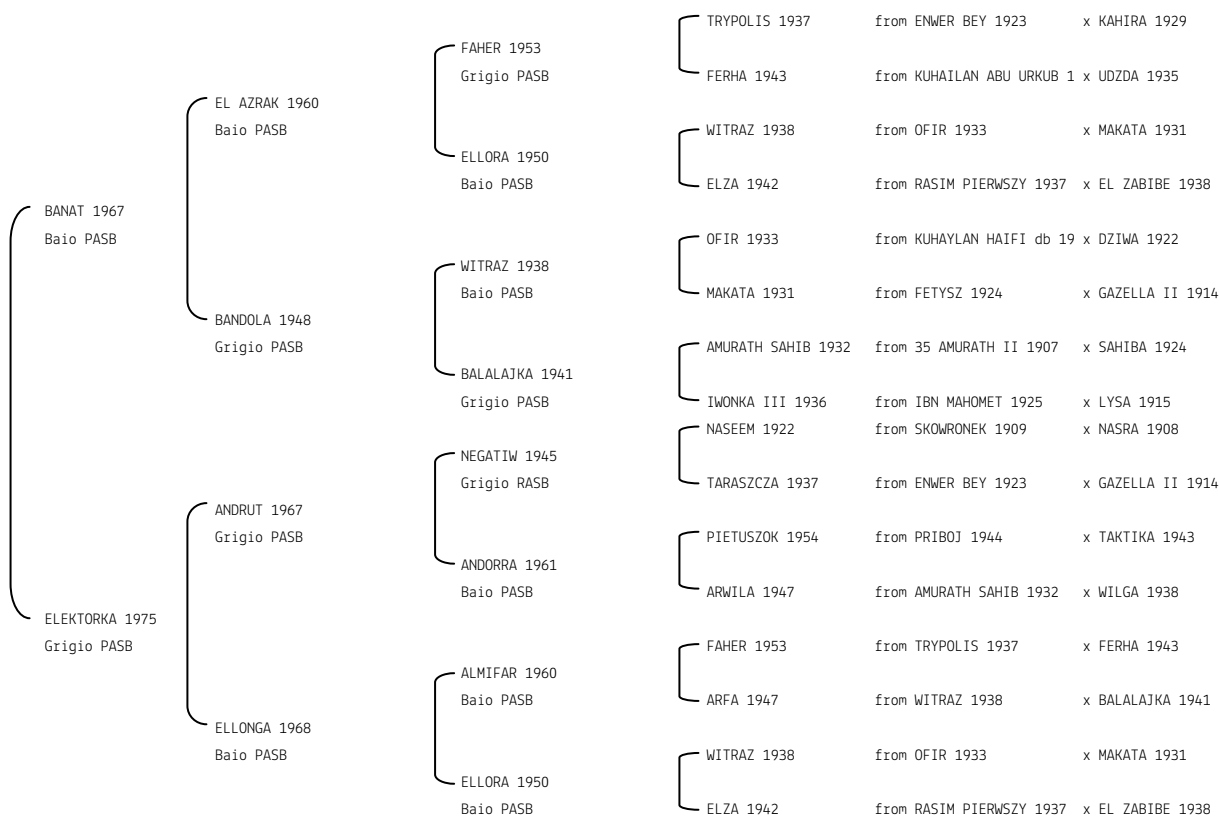 TRYPOLIS 1937 from ENWER BEY 1923 x KAHIRA 1929
FAHER 1953
Grigio PASB
FERHA 1943 from KUHAILAN ABU URKUB 1 x UDZDA 1935
EL AZRAK 1960
Baio PASB
WITRAZ 1938 from OFIR 1933 x MAKATA 1931
ELLORA 1950
Baio PASB
ELZA 1942 from RASIM PIERWSZY 1937 x EL ZABIBE 1938
BANAT 1967
Baio PASB
OFIR 1933 from KUHAYLAN HAIFI db 19 x DZIWA 1922
WITRAZ 1938
Baio PASB
MAKATA 1931 from FETYSZ 1924 x GAZELLA II 1914
BANDOLA 1948
Grigio PASB
AMURATH SAHIB 1932 from 35 AMURATH II 1907 x SAHIBA 1924
BALALAJKA 1941
Grigio PASB
IWONKA III 1936 from IBN MAHOMET 1925 x LYSA 1915
NASEEM 1922 from SKOWRONEK 1909 x NASRA 1908
NEGATIW 1945
Grigio RASB
TARASZCZA 1937 from ENWER BEY 1923 x GAZELLA II 1914
ANDRUT 1967
Grigio PASB
PIETUSZOK 1954 from PRIBOJ 1944 x TAKTIKA 1943
ANDORRA 1961
Baio PASB
ARWILA 1947 from AMURATH SAHIB 1932 x WILGA 1938
ELEKTORKA 1975
Grigio PASB
FAHER 1953 from TRYPOLIS 1937 x FERHA 1943
ALMIFAR 1960
Baio PASB
ARFA 1947 from WITRAZ 1938 x BALALAJKA 1941
ELLONGA 1968
Baio PASB
WITRAZ 1938 from OFIR 1933 x MAKATA 1931
ELLORA 1950
Baio PASB
ELZA 1942 from RASIM PIERWSZY 1937 x EL ZABIBE 1938